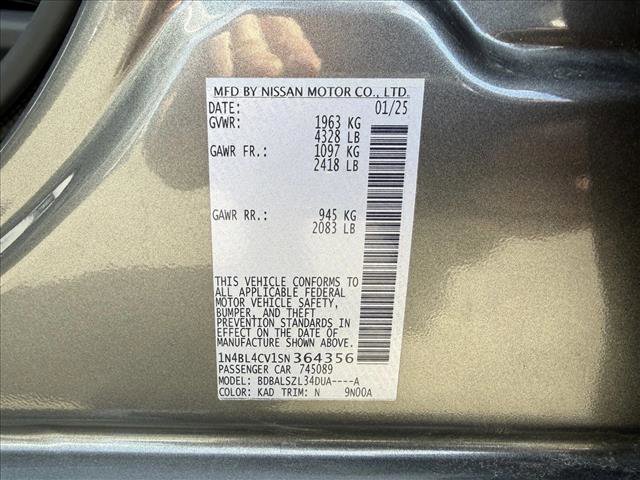 MFD BY NISSAN MOTOR CO., LTD.
DATE: 01/25
GVWR: 1963 KG
4328 LB
GAWR FR.: 1097 KG
2418 LB
GAWR RR.: 945 KG
2083 LB
THIS VEHICLE CONFORMS TO
ALL APPLICABLE FEDERAL
MOTOR VEHICLE SAFETY,
BUMPER, AND THEFT
PREVENTION STANDARDS IN
EFFECT ON THE DATE OF
MANUFACTURE SHOWN ABOVE.
1N4BL4CV1SN364356
PASSENGER CAR 745089
MODEL: BDBALSZL34DUA----A
COLOR: KAD TRIM: N 9N00A